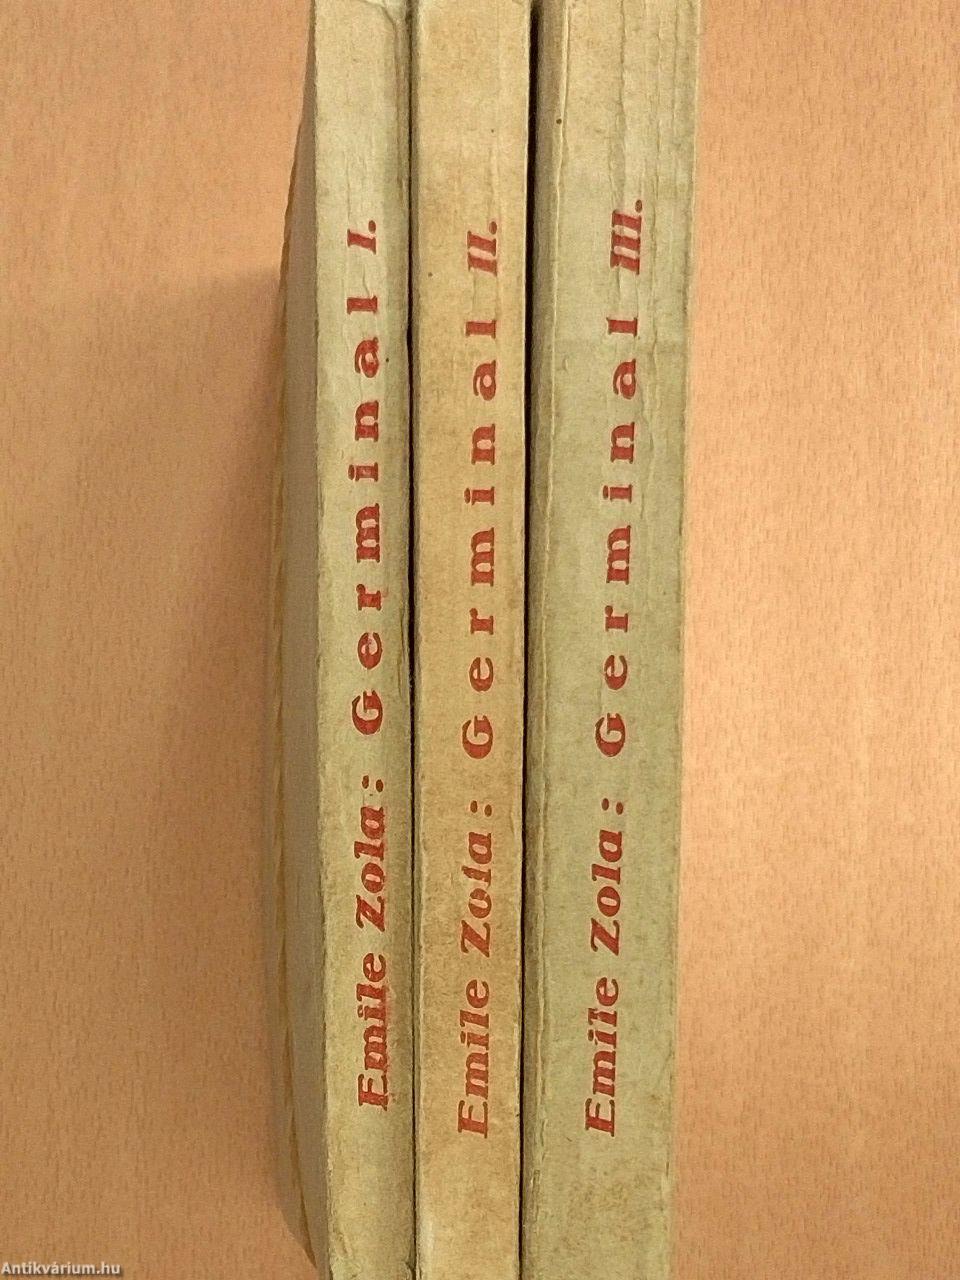 Emile Zola: Germinal I.
Emile Zola: Germinal II.
Emile Zola: Germinal III.
Antikvárium.hu